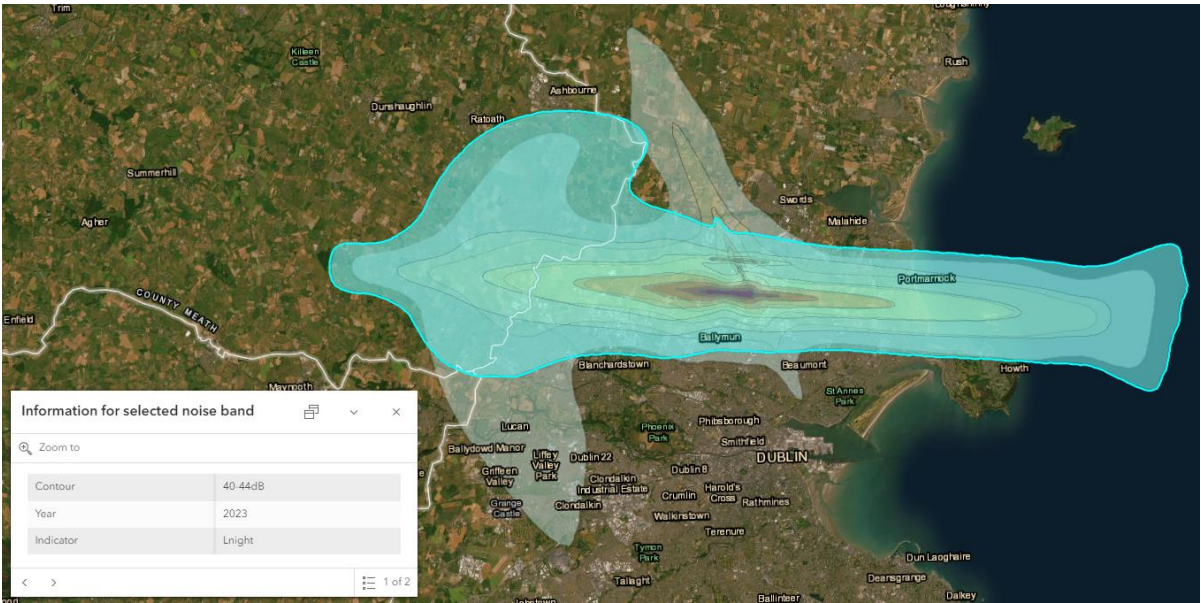 Trim
Killeen
Castle
Rush
Ashbourne
Dunshaughlin
Ratoath
Summerhill
Swords
Agher
Malahide
Portmarnock
COUNTY MEATH
Enfield
Ballymun
Blanchardstown
Beaumont
Howth
Maynooth
St Annes
Park
Information for selected noise band
Zoom to
Contour 40-44dB
Year 2023
Indicator Lnight
1 of 2
Lucan
Phoenix
Park
Phibsborough
Smithfield
Ballydowd Manor
Liffey
Valley
Park
Dublin 22
DUBLIN
Griffeen
Valley
Clondalkin
Industrial Estate
Dublin 8
Harold's
Cross
Crumlin
Rathmines
Grange
Castle
Clondalkin
Walkinstown
Terenure
Tymon
Park
Dun Laoghaire
Tallaght
Deansgrange
Ballinteer
Dalkey